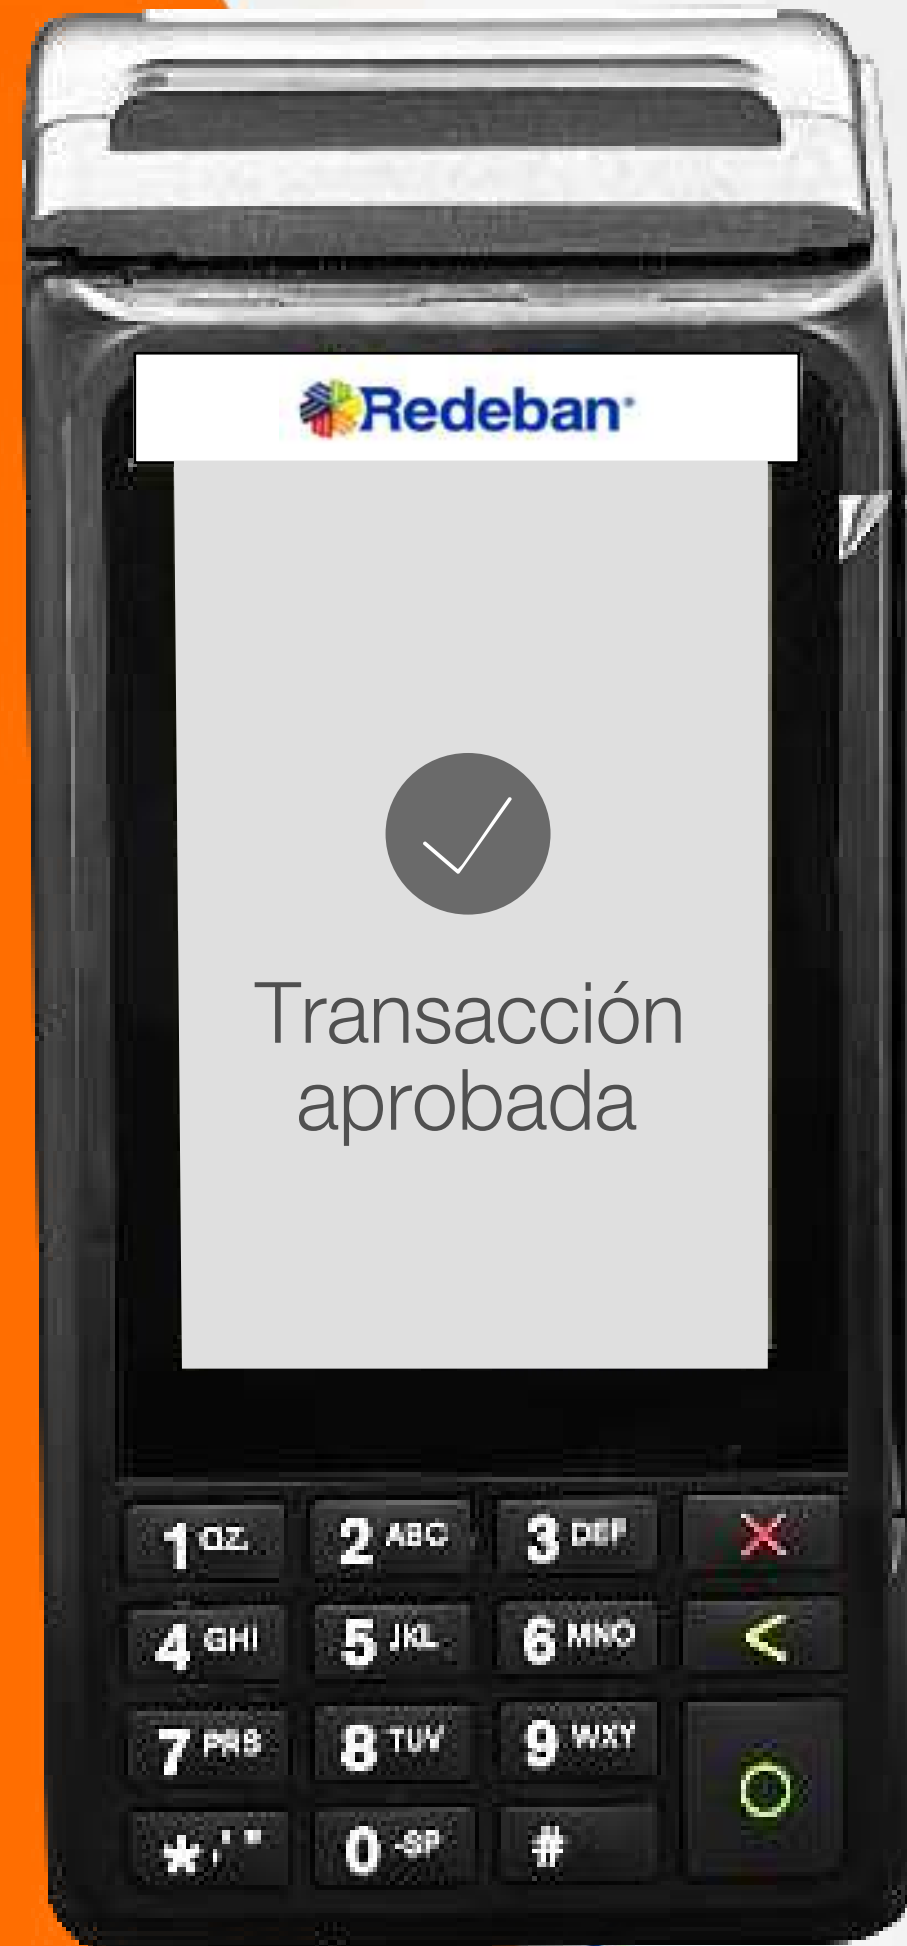 Redeban
Transacción
aprobada
1 QZ. 2 ABC 3 DEF X
4 GHI 5 JKL 6 MNO <
7 PRS 8 TUV 9 WXY O
*,'" 0 -SP #